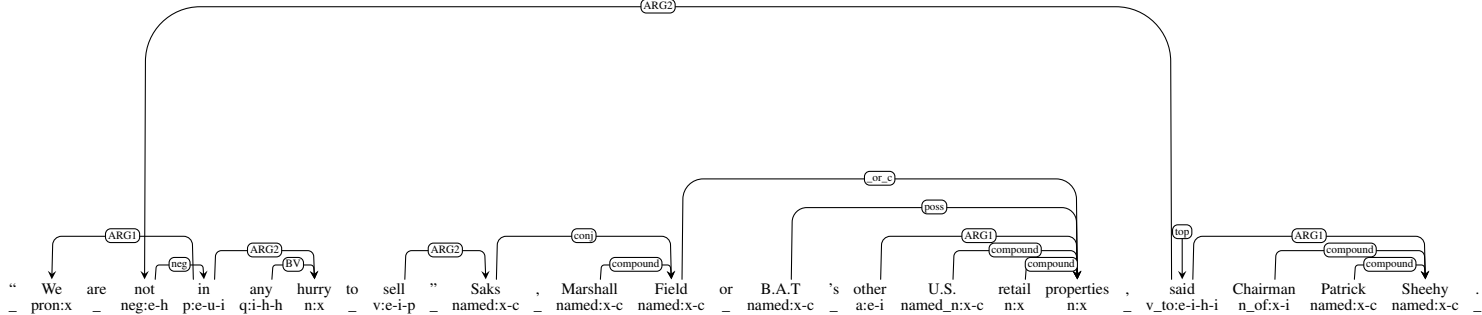 ARG2
_or_c
poss
ARG1 conj ARG1 top ARG1
ARG2 ARG2 compound compound
neg BV compound compound compound
“ We are not in any hurry to sell ” Saks , Marshall Field or B.A.T 's other U.S. retail properties , said Chairman Patrick Sheehy .
_ pron:x _ neg:e-h p:e-u-i q:i-h-h n:x _ v:e-i-p _ named:x-c _ named:x-c named:x-c _ named:x-c _ a:e-i named_n:x-c n:x n:x _ v_to:e-i-h-i n_of:x-i named:x-c named:x-c _